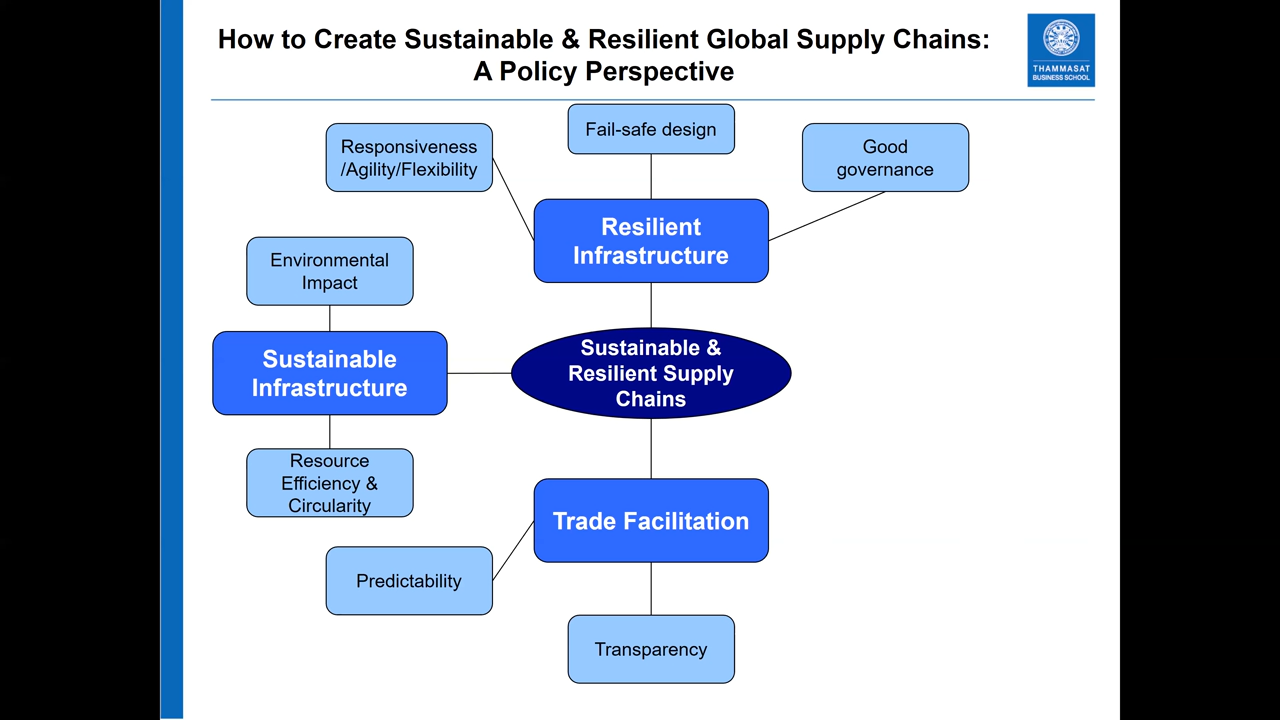 How to Create Sustainable & Resilient Global Supply Chains:
A Policy Perspective
THAMMASAT
BUSINESS SCHOOL
Fail-safe design
Responsiveness
/Agility/Flexibility
Good
governance
Resilient
Infrastructure
Environmental
Impact
Sustainable
Infrastructure
Sustainable &
Resilient Supply
Chains
Resource
Efficiency &
Circularity
Trade Facilitation
Predictability
Transparency